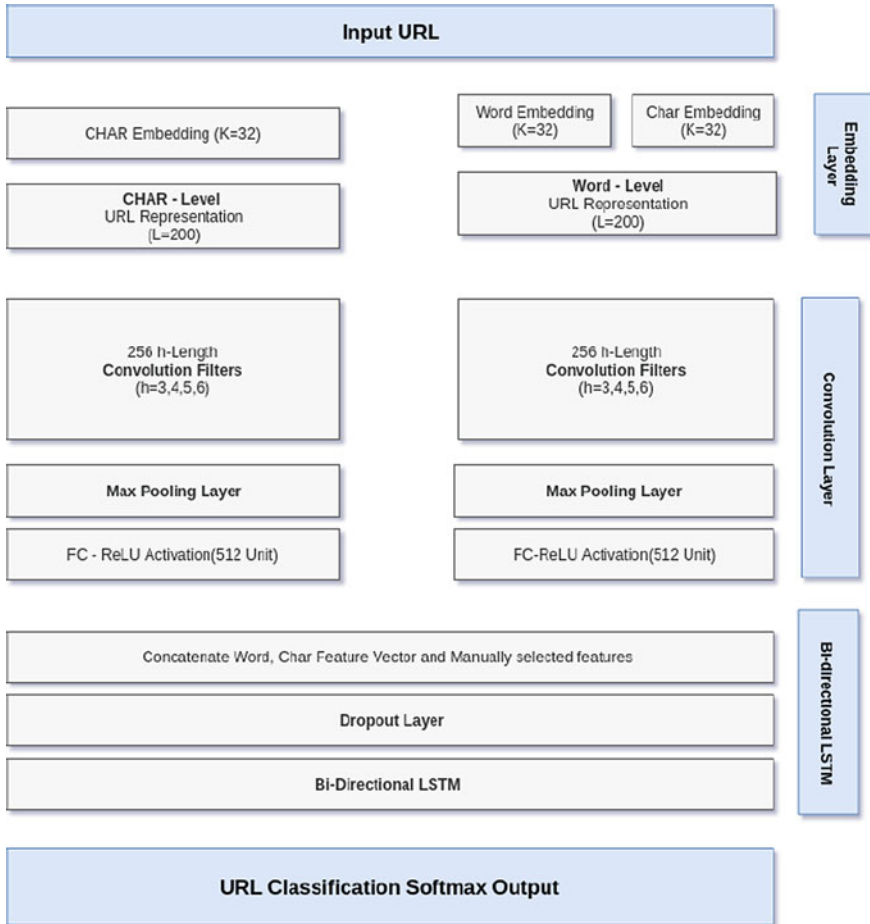 Input URL
CHAR Embedding (K=32)
CHAR - Level
URL Representation
(L=200)
Word Embedding
(K=32)
Char Embedding
(K=32)
Word - Level
URL Representation
(L=200)
Embedding
Layer
256 h-Length
Convolution Filters
(h=3,4,5,6)
Max Pooling Layer
FC - ReLU Activation(512 Unit)
256 h-Length
Convolution Filters
(h=3,4,5,6)
Max Pooling Layer
FC-ReLU Activation(512 Unit)
Convolution Layer
Concatenate Word, Char Feature Vector and Manually selected features
Dropout Layer
Bi-Directional LSTM
Bi-directional LSTM
URL Classification Softmax Output